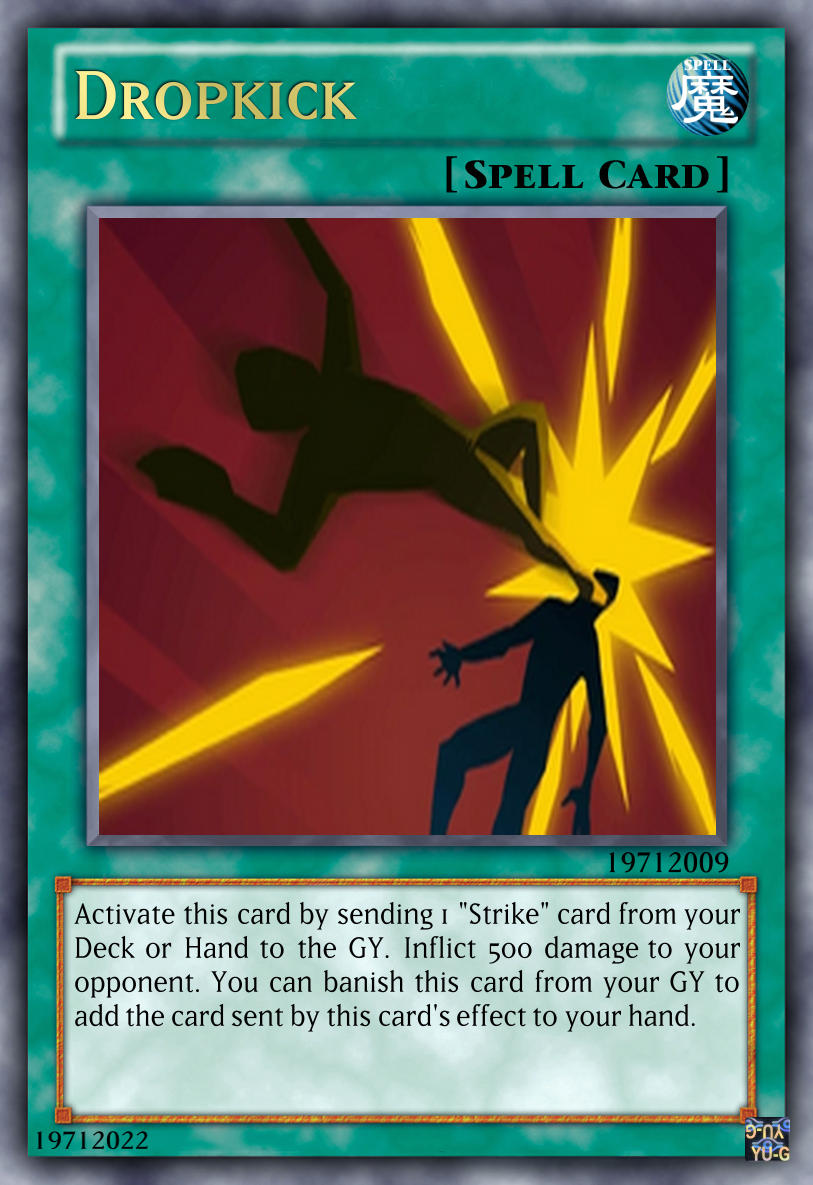 Dropkick
SPELL
魔
[Spell Card]
19712009
Activate this card by sending 1 "Strike" card from your
Deck or Hand to the GY. Inflict 500 damage to your
opponent. You can banish this card from your GY to
add the card sent by this card's effect to your hand.
19712022
YU-G
YU-G